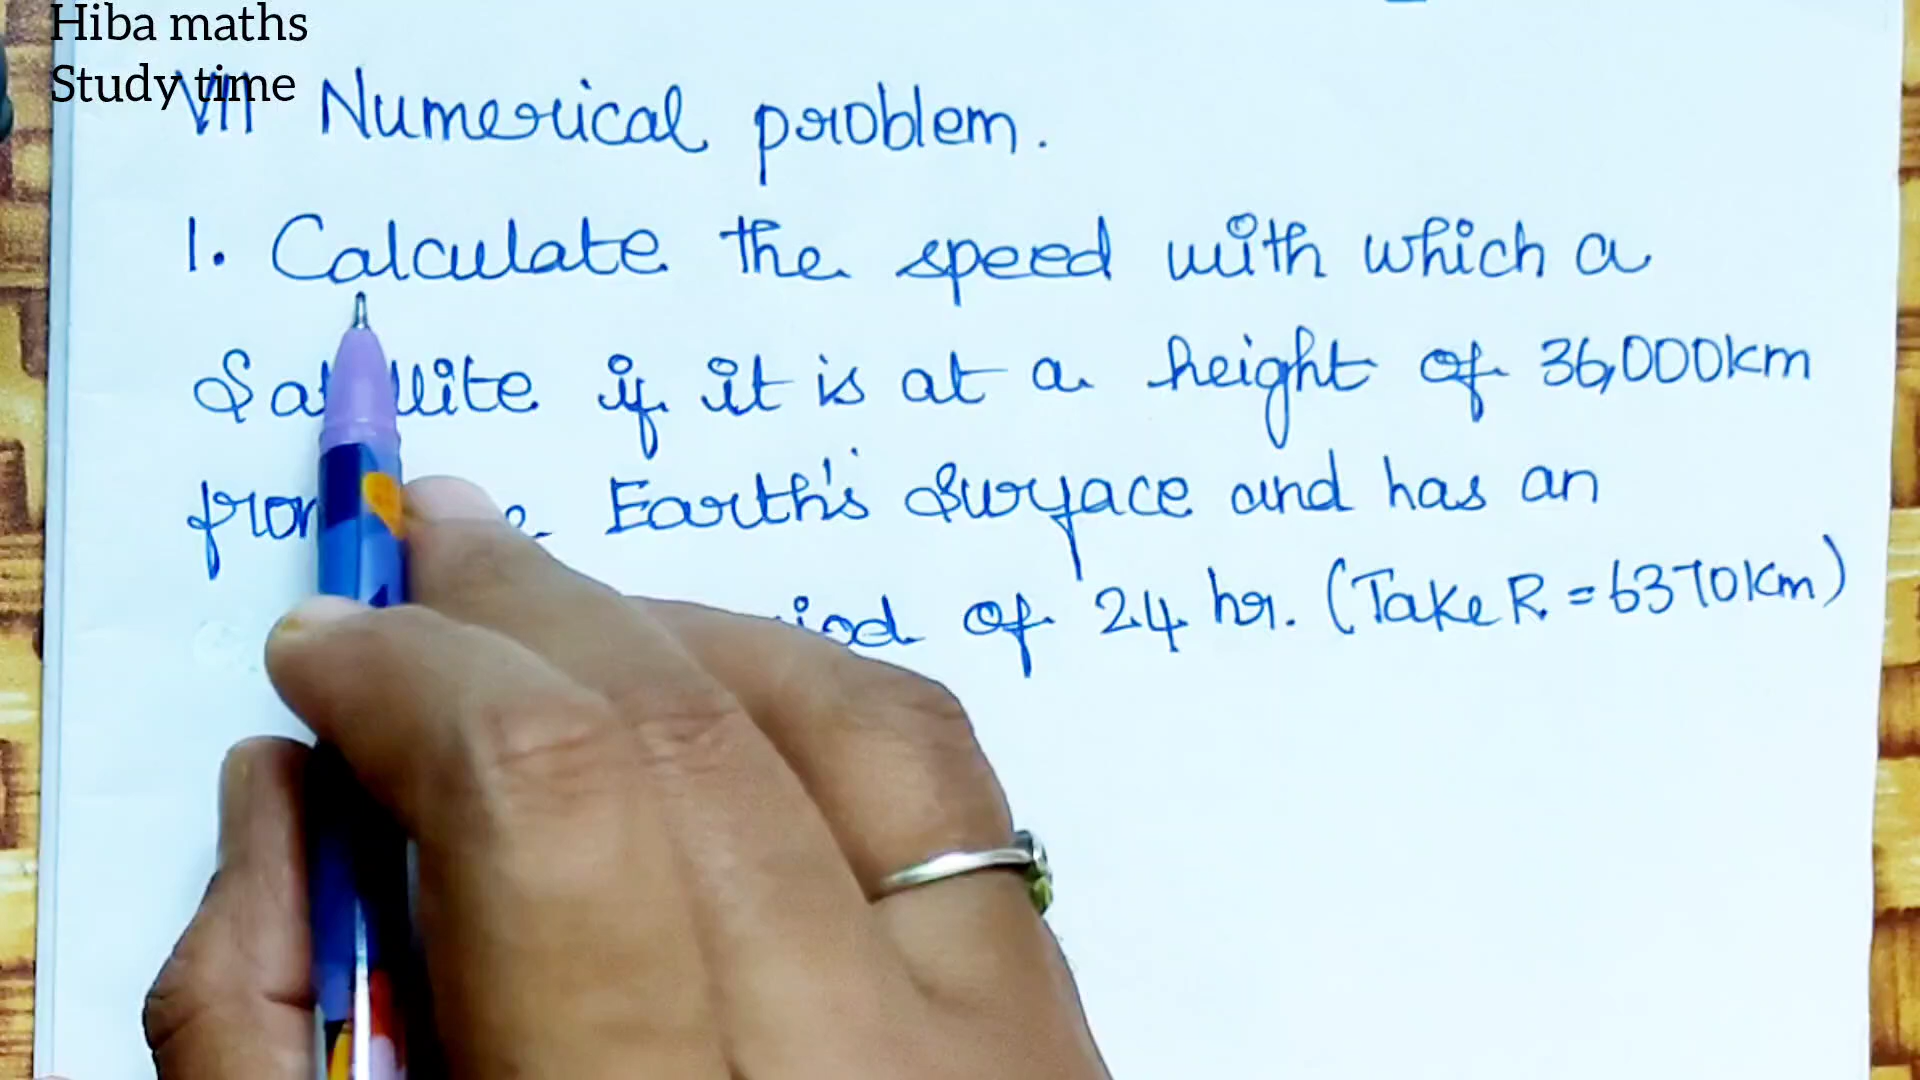 Hiba maths
Study time
VII Numerical problem.
1. Calculate the speed with which a
if it is at a height of 36,000km
Earth's surface and has an
of 24 hr. (Take R = 6370km)